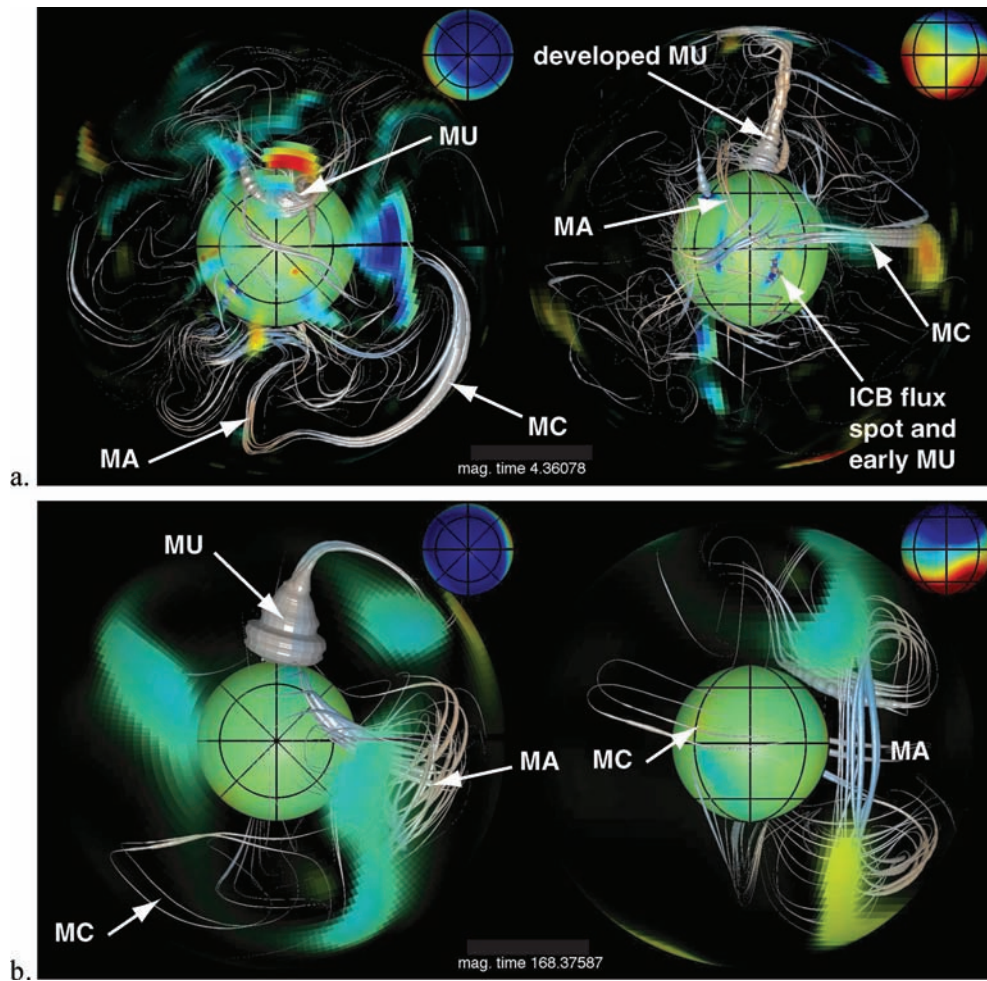 developed MU
MU
MA
MC
MA
MC
ICB flux
spot and
early MU
mag. time 4.36078
a.
MU
MA
MC
MC
MA
mag. time 168.37587
b.